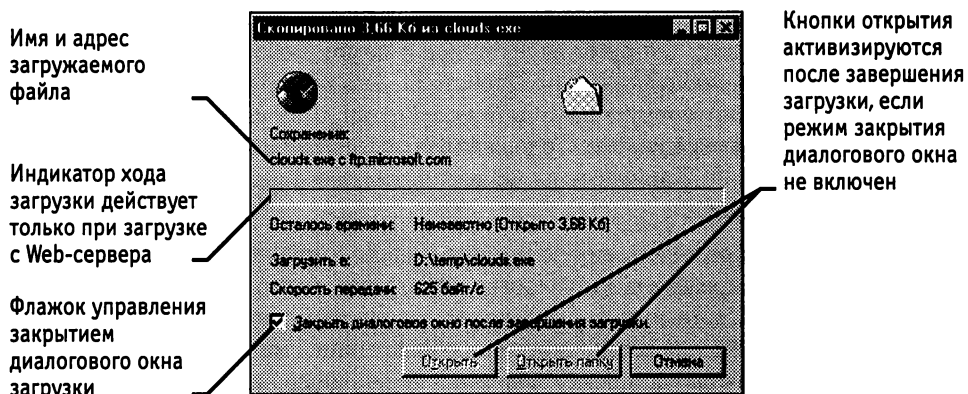 Имя и адрес
загружаемого
файла
Индикатор хода
загрузки действует
только при загрузке
с Web-сервера
Флажок управления
закрытием
диалогового окна
загрузки
Скопировано 3,66 Кб из clouds.exe
Сохранение:
clouds.exe с ftp.microsoft.com
Осталось времени: Неизвестно (Открыто 3,66 Кб)
Загрузить в: D:\temp\clouds.exe
Скорость передачи: 625 байт/с
Закрыть диалоговое окно после завершения загрузки.
Открыть Открыть папку Отмена
Кнопки открытия
активизируются
после завершения
загрузки, если
режим закрытия
диалогового окна
не включен